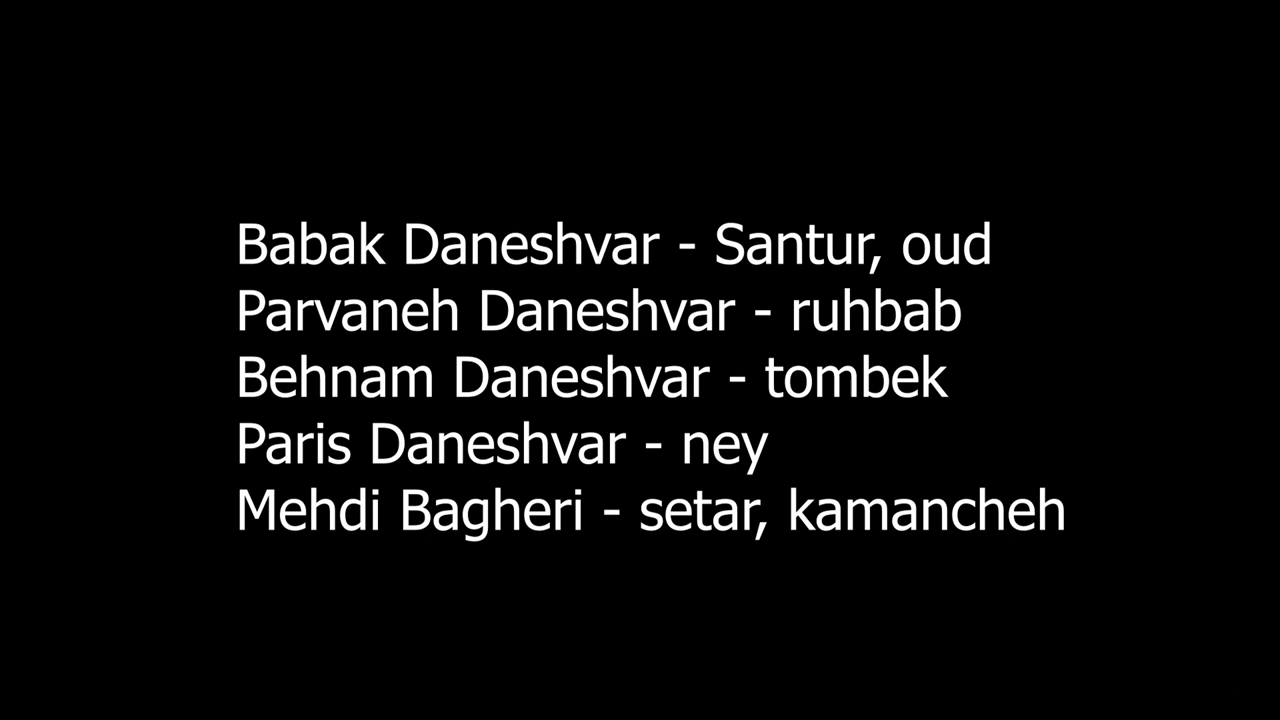 Babak Daneshvar - Santur, oud
Parvaneh Daneshvar - ruhbab
Behnam Daneshvar - tombek
Paris Daneshvar - ney
Mehdi Bagheri - setar, kamancheh